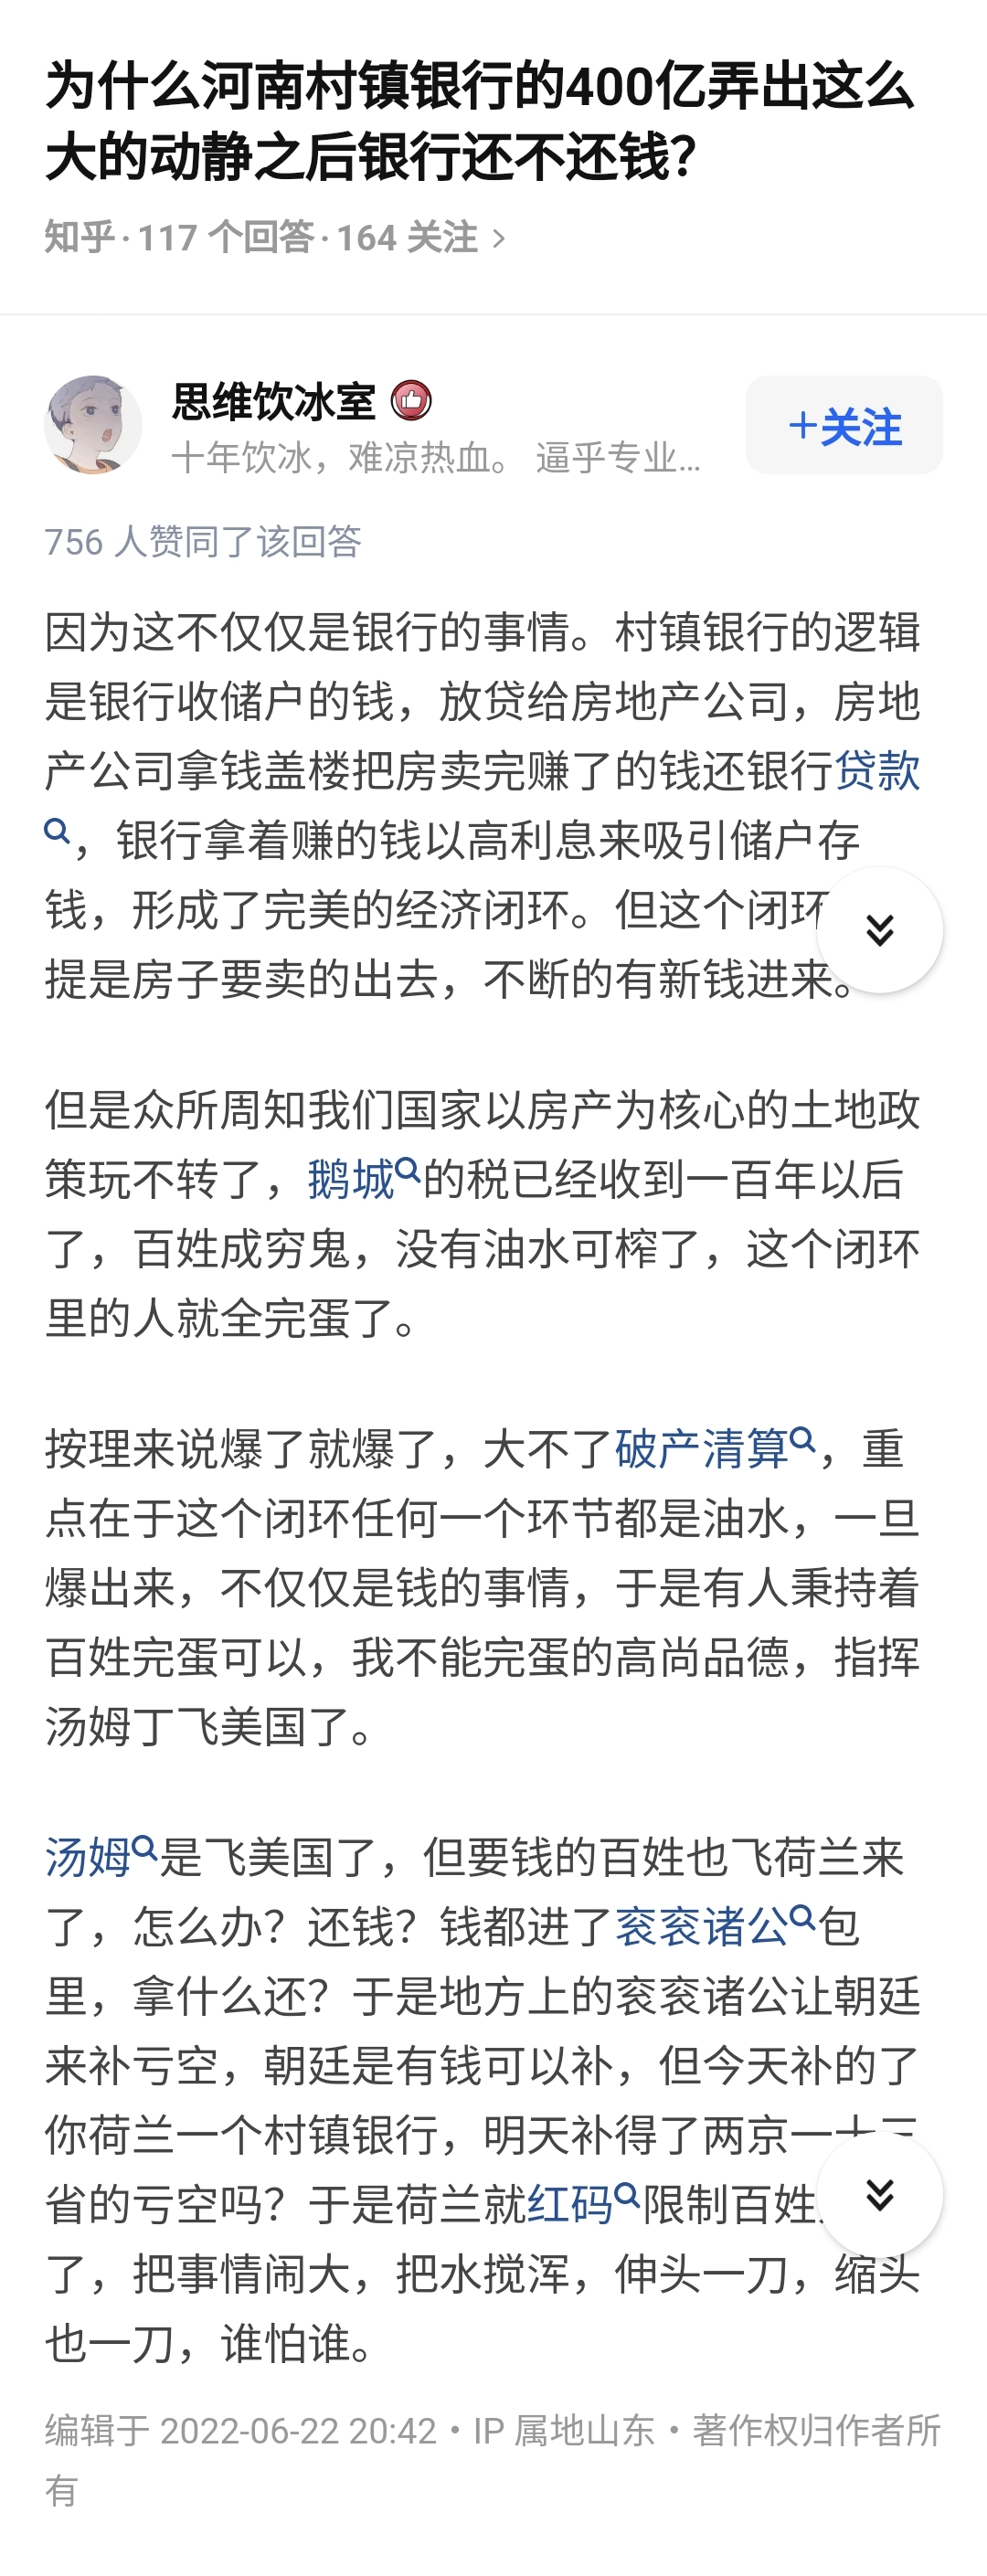 为什么河南村镇银行的400亿弄出这么
大的动静之后银行还不还钱？
知乎·117 个回答·164 关注 >
思维饮冰室
+关注
十年饮冰，难凉热血。 逼乎专业...
756 人赞同了该回答
因为这不仅仅是银行的事情。村镇银行的逻辑
是银行收储户的钱，放贷给房地产公司，房地
产公司拿钱盖楼把房卖完赚了的钱还银行贷款
，银行拿着赚的钱以高利息来吸引储户存
钱，形成了完美的经济闭环。但这个闭环
提是房子要卖的出去，不断的有新钱进来。
但是众所周知我们国家以房产为核心的土地政
策玩不转了，鹅城的税已经收到一百年以后
了，百姓成穷鬼，没有油水可榨了，这个闭环
里的人就全完蛋了。
按理来说爆了就爆了，大不了破产清算，重
点在于这个闭环任何一个环节都是油水，一旦
爆出来，不仅仅是钱的事情，于是有人秉持着
百姓完蛋可以，我不能完蛋的高尚品德，指挥
汤姆丁飞美国了。
汤姆是飞美国了，但要钱的百姓也飞荷兰来
了，怎么办？还钱？钱都进了衮衮诸公包
里，拿什么还？于是地方上的衮衮诸公让朝廷
来补亏空，朝廷是有钱可以补，但今天补的了
你荷兰一个村镇银行，明天补得了两京一十三
省的亏空吗？于是荷兰就红码限制百姓
了，把事情闹大，把水搅浑，伸头一刀，缩头
也一刀，谁怕谁。
编辑于 2022-06-22 20:42・IP 属地山东・著作权归作者所
有